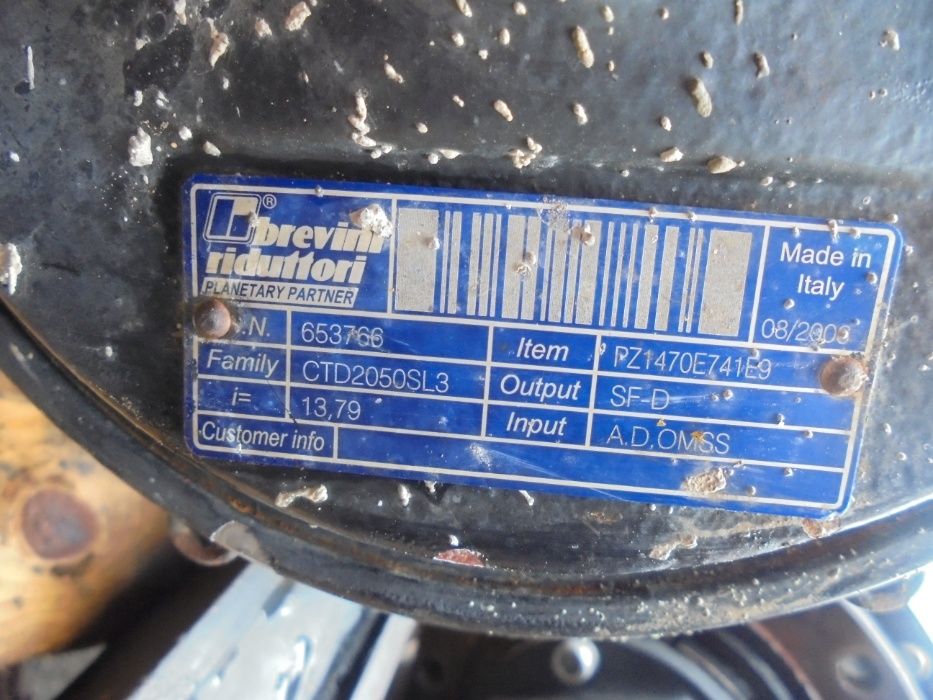 brevini®
riduttori
PLANETARY PARTNER
Made in
Italy
.N. 653766
Family CTD2050SL3
i= 13,79
Customer info
Item PZ1470E741E9
Output SF-D
Input A.D.OMSS